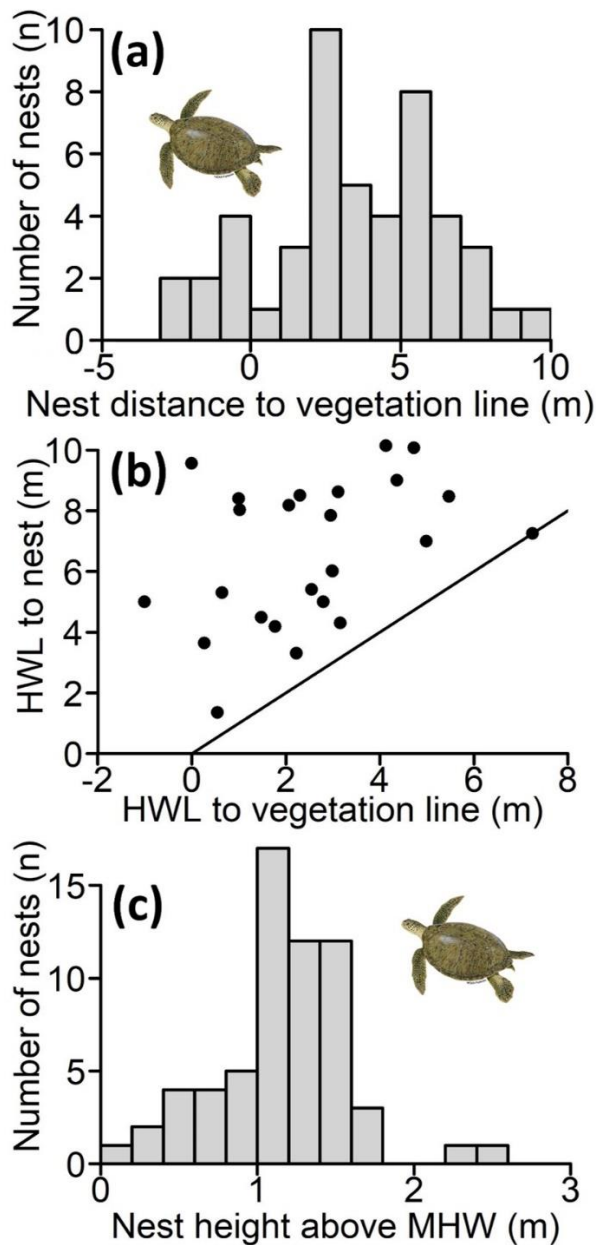 (a)
Number of nests (n)
10
8
6
4
2
0
-5 0 5 10
Nest distance to vegetation line (m)
(b)
HWL to nest (m)
10
8
6
4
2
0
-2 0 2 4 6 8
HWL to vegetation line (m)
(c)
Number of nests (n)
15
10
5
0
0 1 2 3
Nest height above MHW (m)